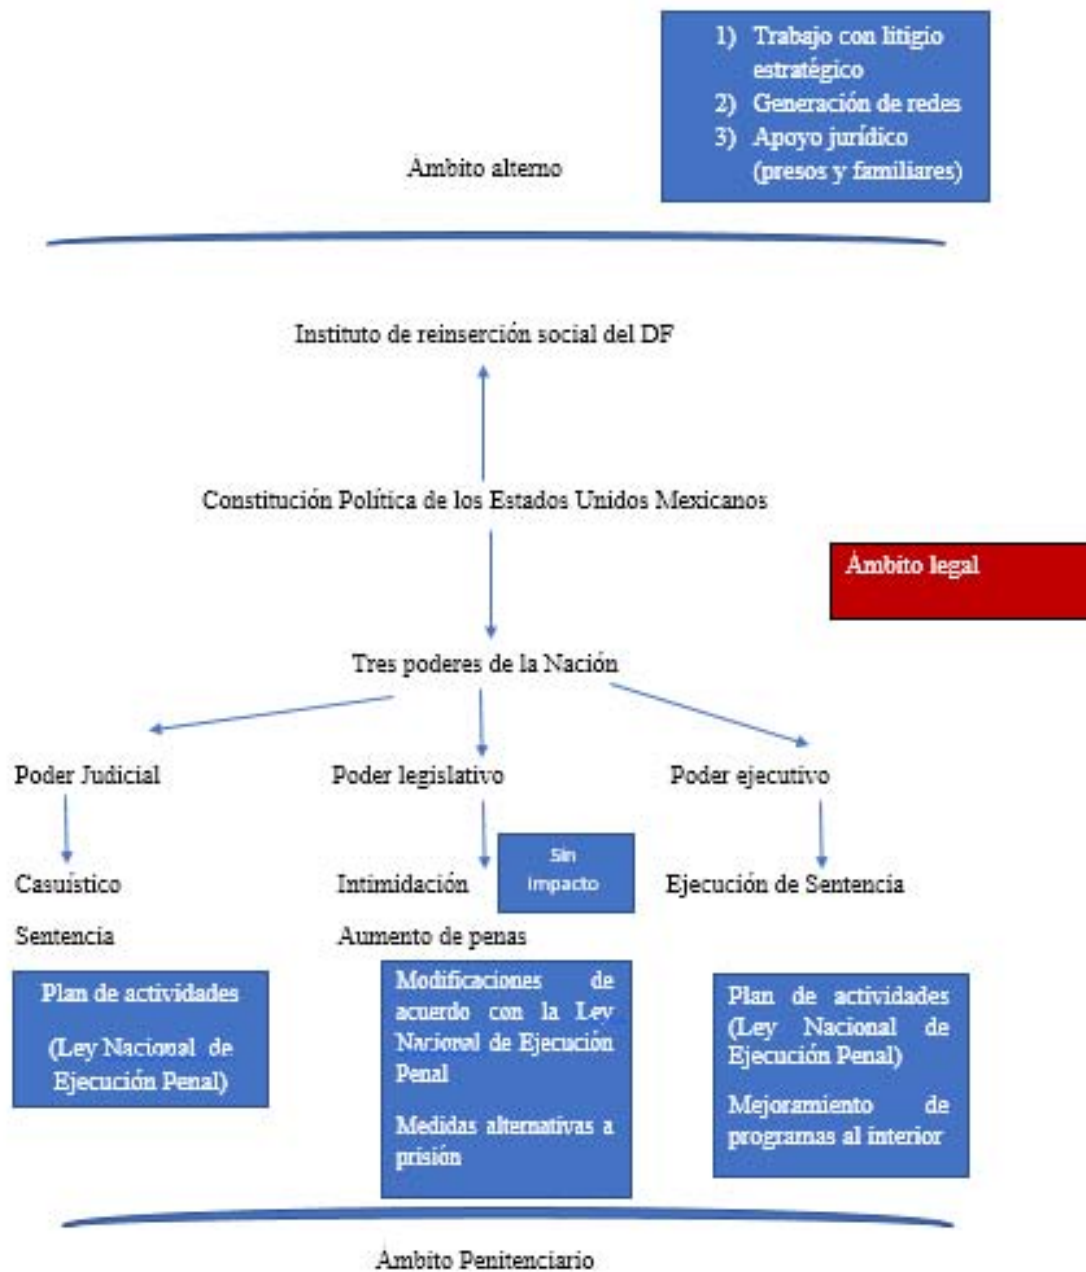 1) Trabajo con litigio
estratégico
2) Generación de redes
3) Apoyo jurídico
(presos y familiares)
Ámbito alterno
Instituto de reinserción social del DF
Constitución Política de los Estados Unidos Mexicanos
Ámbito legal
Tres poderes de la Nación
Poder Judicial
Poder legislativo
Poder ejecutivo
Casuístico
Intimidación
Sin
impacto
Ejecución de Sentencia
Sentencia
Aumento de penas
Plan de actividades
(Ley Nacional de
Ejecución Penal)
Modificaciones de
acuerdo con la Ley
Nacional de Ejecución
Penal
Medidas alternativas a
prisión
Plan de actividades
(Ley Nacional de
Ejecución Penal)
Mejoramiento de
programas al interior
Ámbito Penitenciario